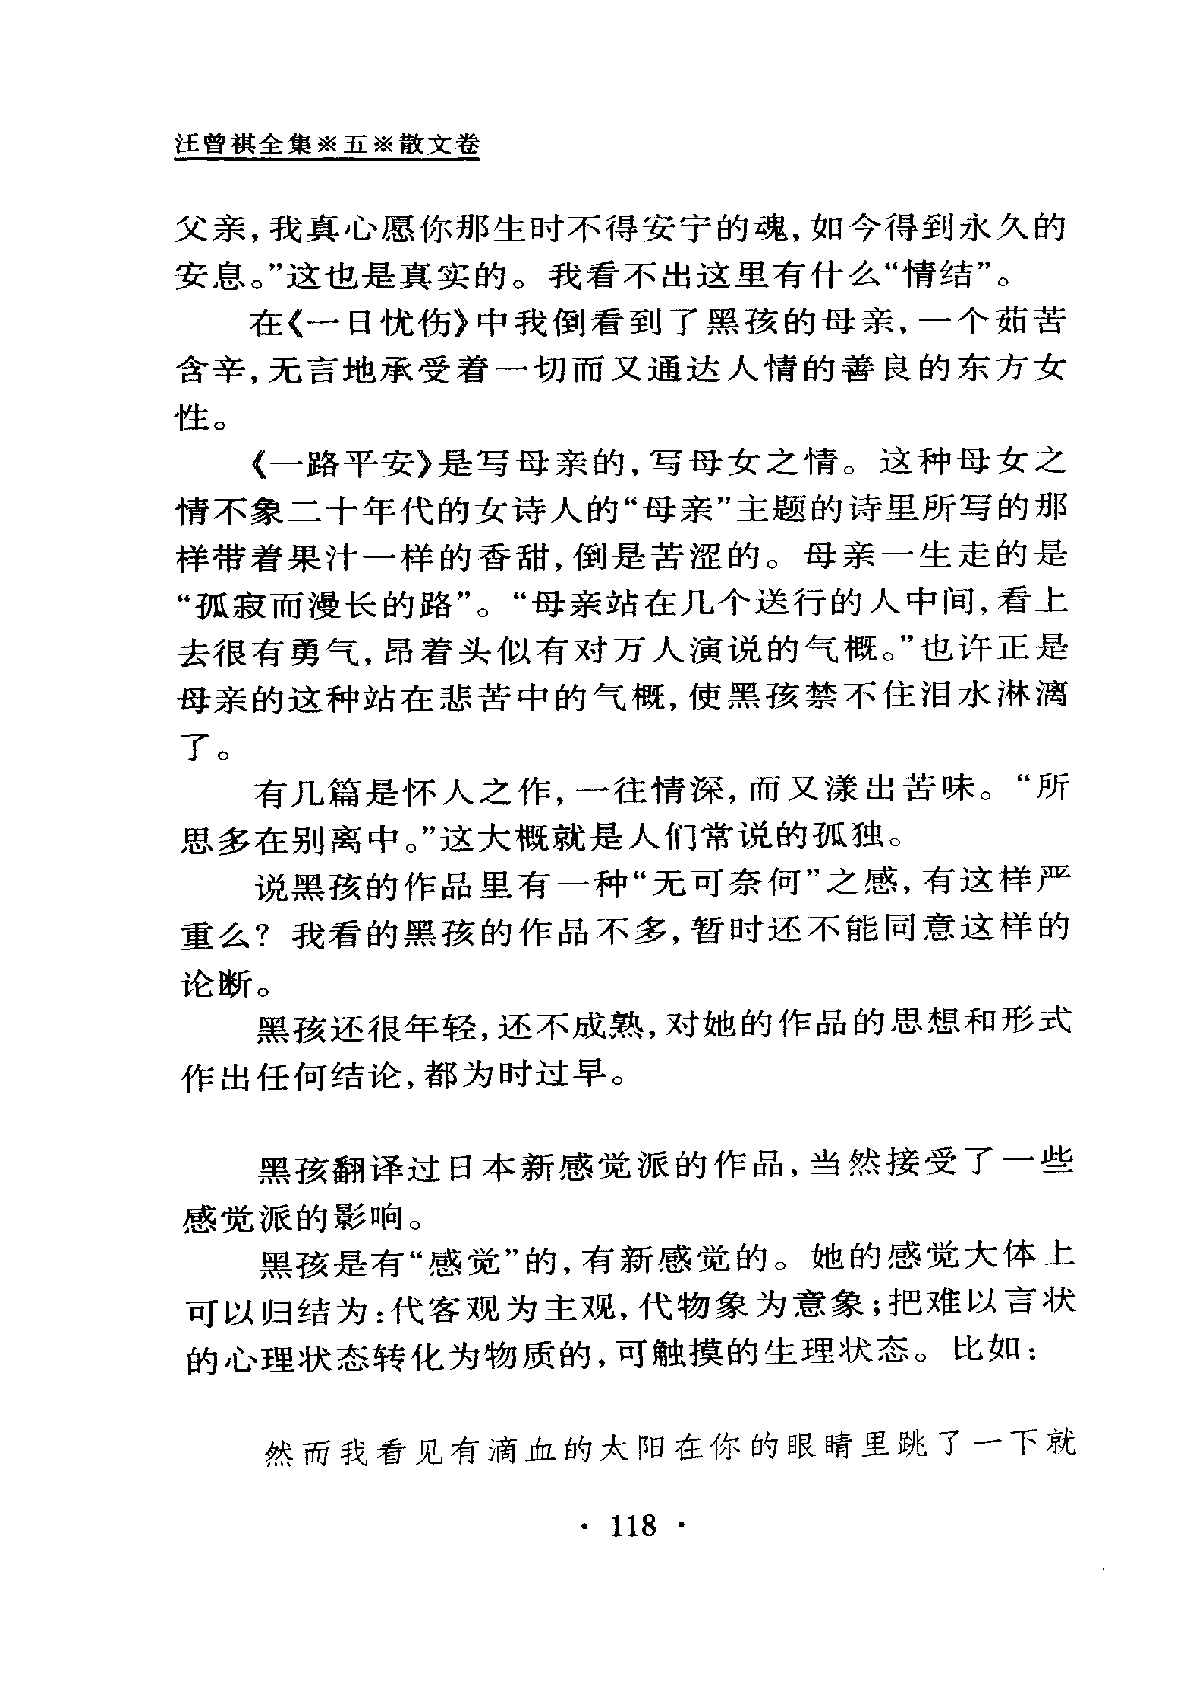 汪曾祺全集※五※散文卷
父亲,我真心愿你那生时不得安宁的魂,如今得到永久的
安息。”这也是真实的。我看不出这里有什么“情结”。
在《一日忧伤》中我倒看到了黑孩的母亲,一个茹苦
含辛,无言地承受着一切而又通达人情的善良的东方女
性。
《一路平安》是写母亲的,写母女之情。这种母女之
情不象二十年代的女诗人的“母亲”主题的诗里所写的那
样带着果汁一样的香甜,倒是苦涩的。母亲一生走的是
“孤寂而漫长的路”。“母亲站在几个送行的人中间,看上
去很有勇气,昂着头似有对万人演说的气概。”也许正是
母亲的这种站在悲苦中的气概,使黑孩禁不住泪水淋漓
了。
有几篇是怀人之作,一往情深,而又漾出苦味。“所
思多在别离中。”这大概就是人们常说的孤独。
说黑孩的作品里有一种“无可奈何”之感,有这样严
重么?我看的黑孩的作品不多,暂时还不能同意这样的
论断。
黑孩还很年轻,还不成熟,对她的作品的思想和形式
作出任何结论,都为时过早。
黑孩翻译过日本新感觉派的作品,当然接受了一些
感觉派的影响。
黑孩是有“感觉”的,有新感觉的。她的感觉大体上
可以归结为:代客观为主观,代物象为意象;把难以言状
的心理状态转化为物质的,可触摸的生理状态。比如:
然而我看见有滴血的太阳在你的眼睛里跳了一下就
· 118 ·